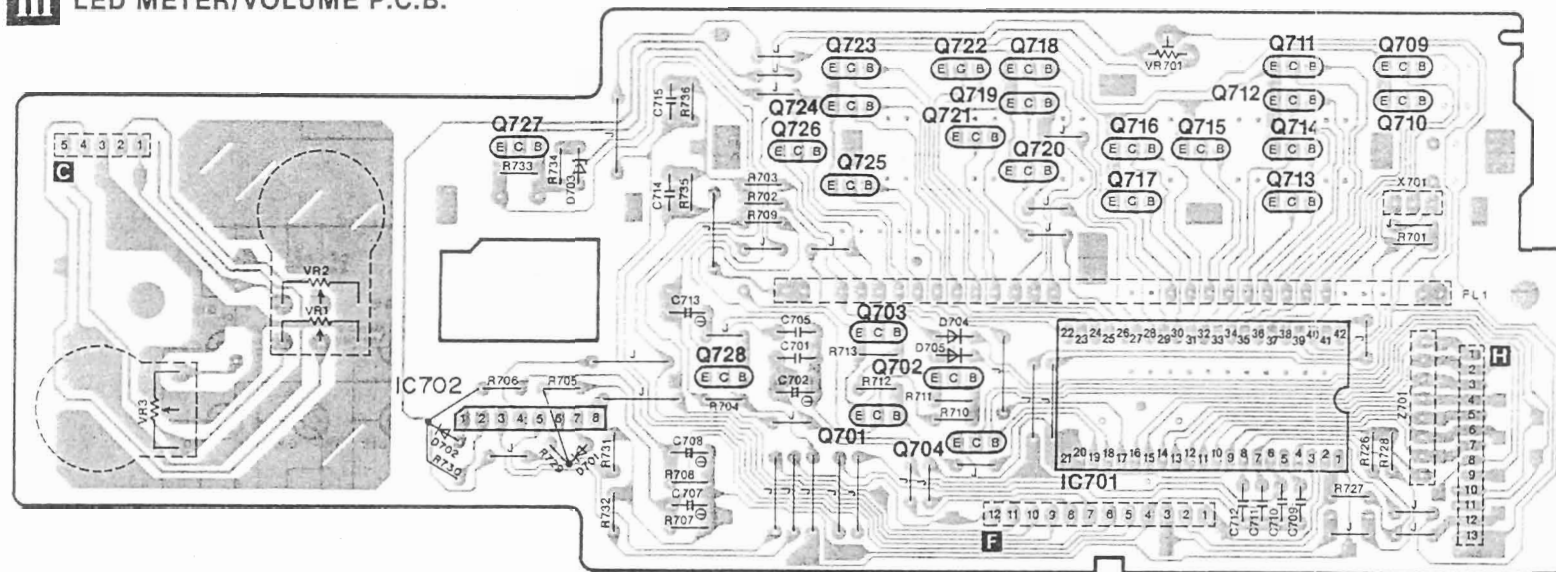 III LED METER/VOLUME P.C.B.
Q723 Q722 Q718 VR701 Q711 Q709
E C B E C B E C B E C B E C B
C715 R736 Q724 E C B Q719 E C B Q712 E C B E C B
Q727 Q726 Q721 Q716 Q715 Q714 Q710
5 4 3 2 1 E C B E C B E C B E C B E C B E C B
C R733 R734 D703 Q725 Q720 E C B
C714 R735 R703 E C B Q717 Q713 X701
R702 E C B E C B
R709
J J J R701
VR2
FL1
VR1 C713 Q703
C705 E C B D704 22 23 24 25 26 27 28 29 30 31 32 33 34 35 36 37 38 39 40 41 42
C701 R713 D705 H
Q728 Q702
IC702 R706 R705 E C B C702 R712 E C B
R704 R711
VR3 1 2 3 4 5 6 7 8 E C B R710
D702 R730 J R729 D701 R731 C708 Q701 Q704 E C B Z701
R708 21 20 19 18 17 16 15 14 13 12 11 10 9 8 7 6 5 4 3 2 1 R726 R728
C707 IC701
R732 R707 R727
12 11 10 9 8 7 6 5 4 3 2 1 C712 C711 C710 C709
F J J
1 2 3 4 5 6 7 8 9 10 11 12 13